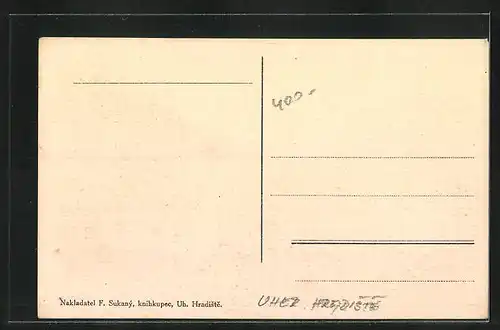 400.-
Nakladatel F. Sukaný, knihkupec, Uh. Hradiště.
UHER. HRADIŠTĚ